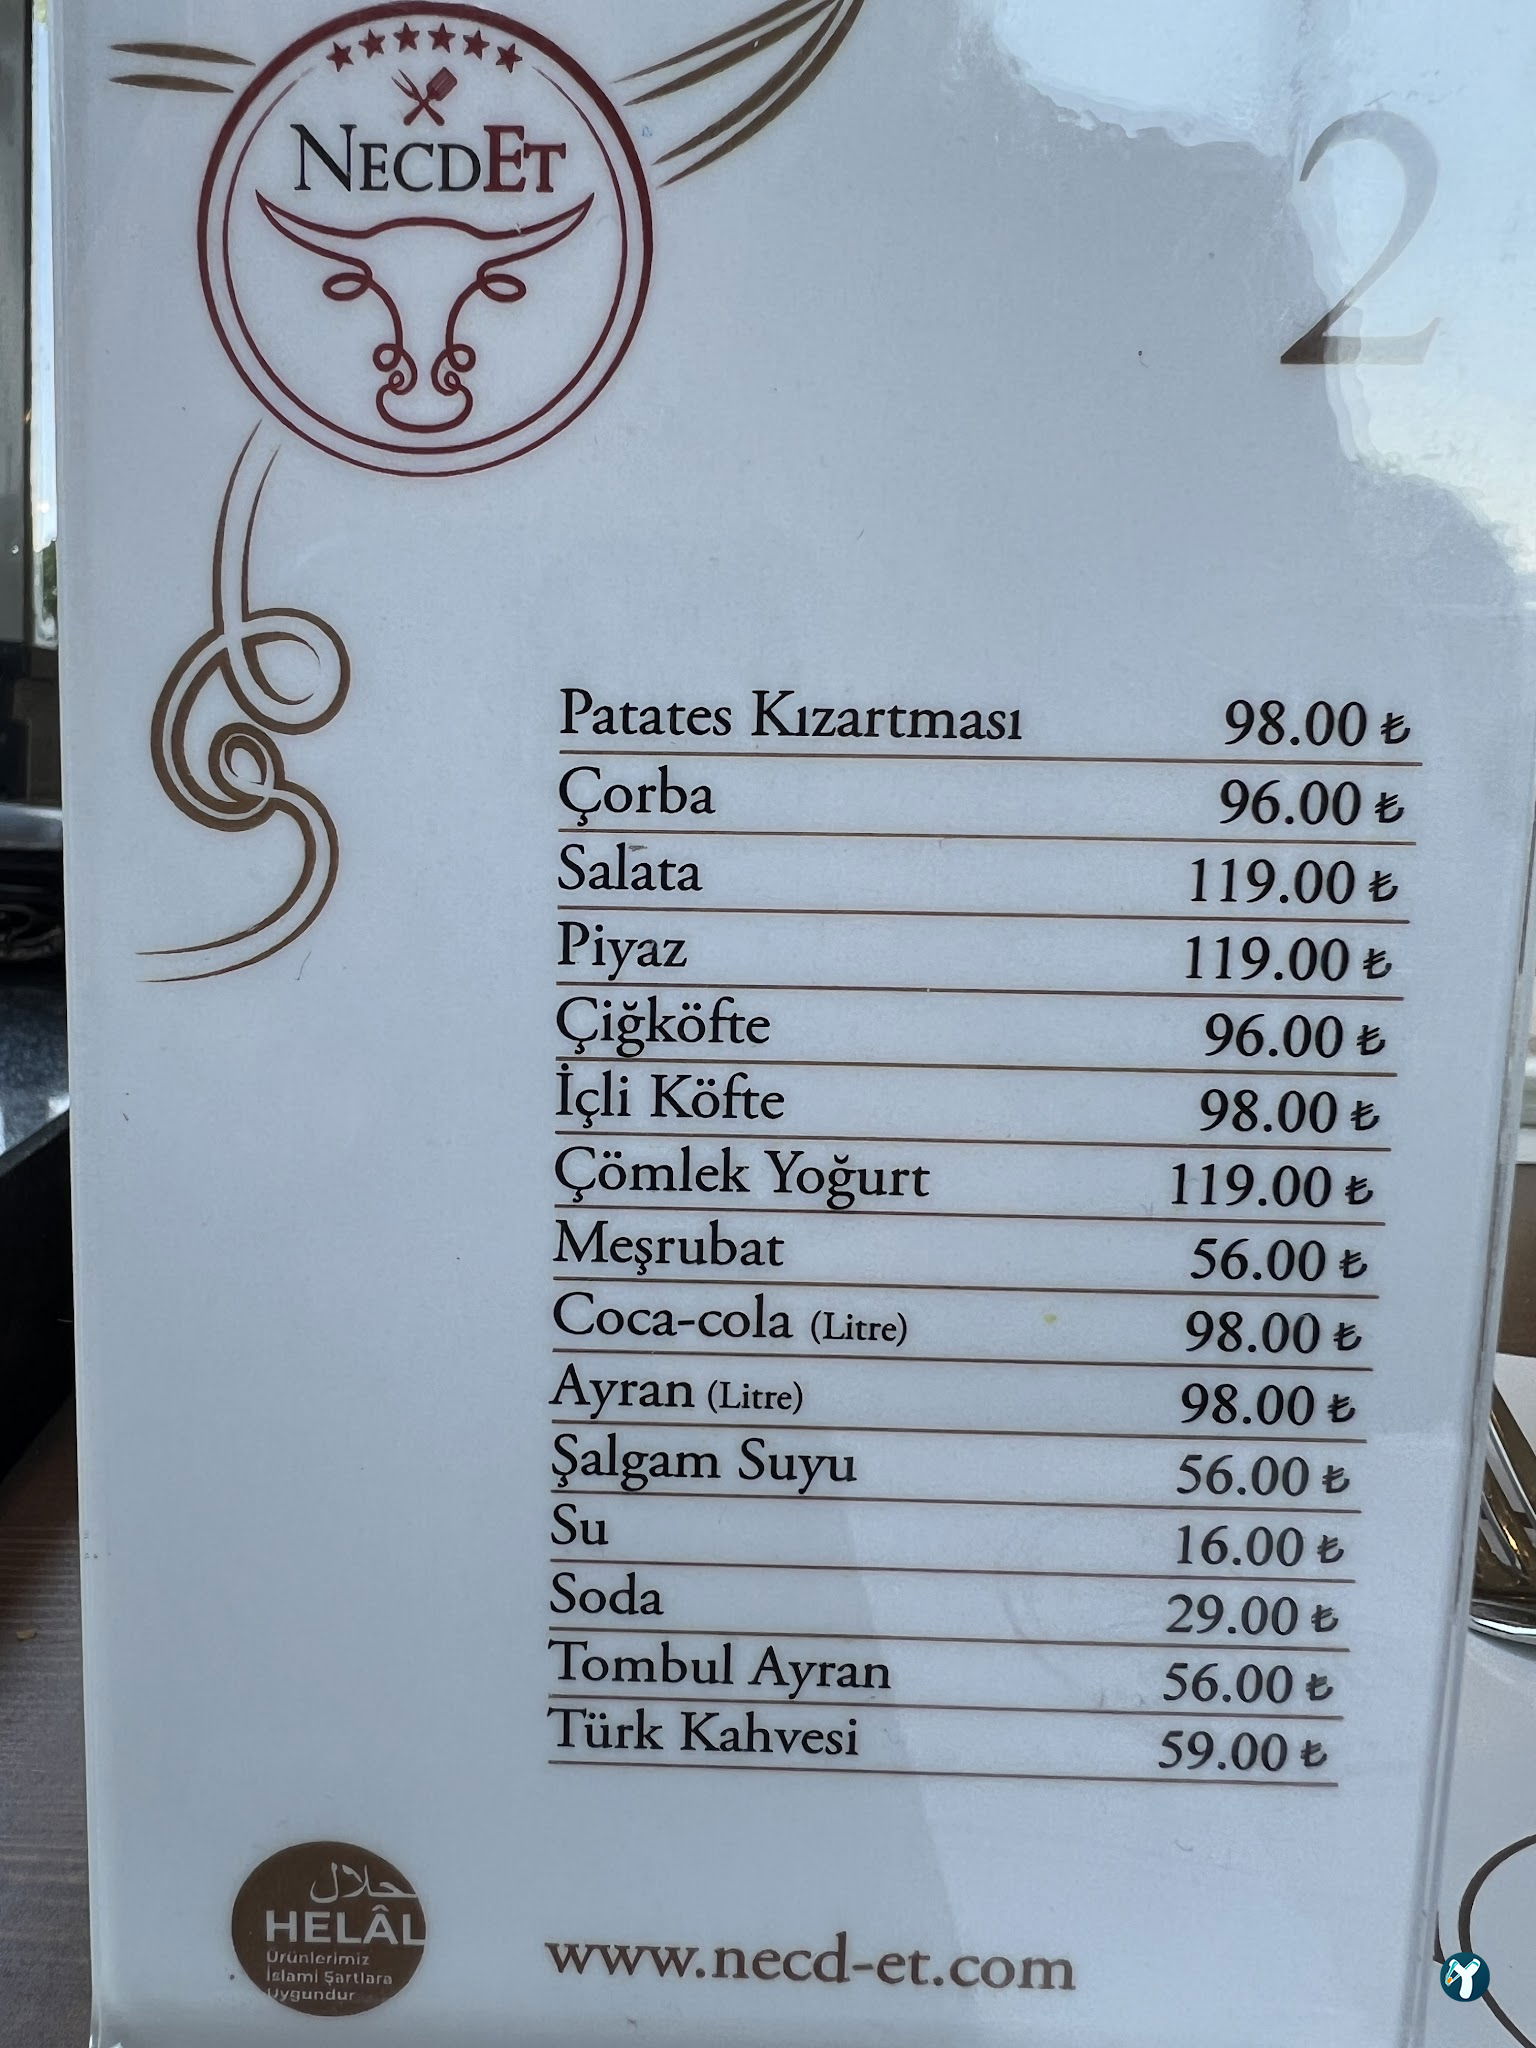 NECDET
2
Patates Kızartması 98.00 ₺
Çorba 96.00 ₺
Salata 119.00 ₺
Piyaz 119.00 ₺
Çiğköfte 96.00 ₺
İçli Köfte 98.00 ₺
Çömlek Yoğurt 119.00 ₺
Meşrubat 56.00 ₺
Coca-cola (Litre) 98.00 ₺
Ayran (Litre) 98.00 ₺
Şalgam Suyu 56.00 ₺
Su 16.00 ₺
Soda 29.00 ₺
Tombul Ayran 56.00 ₺
Türk Kahvesi 59.00 ₺
حلال
HELÂL
Ürünlerimiz
İslami Şartlara
Uygundur
www.necd-et.com
Y